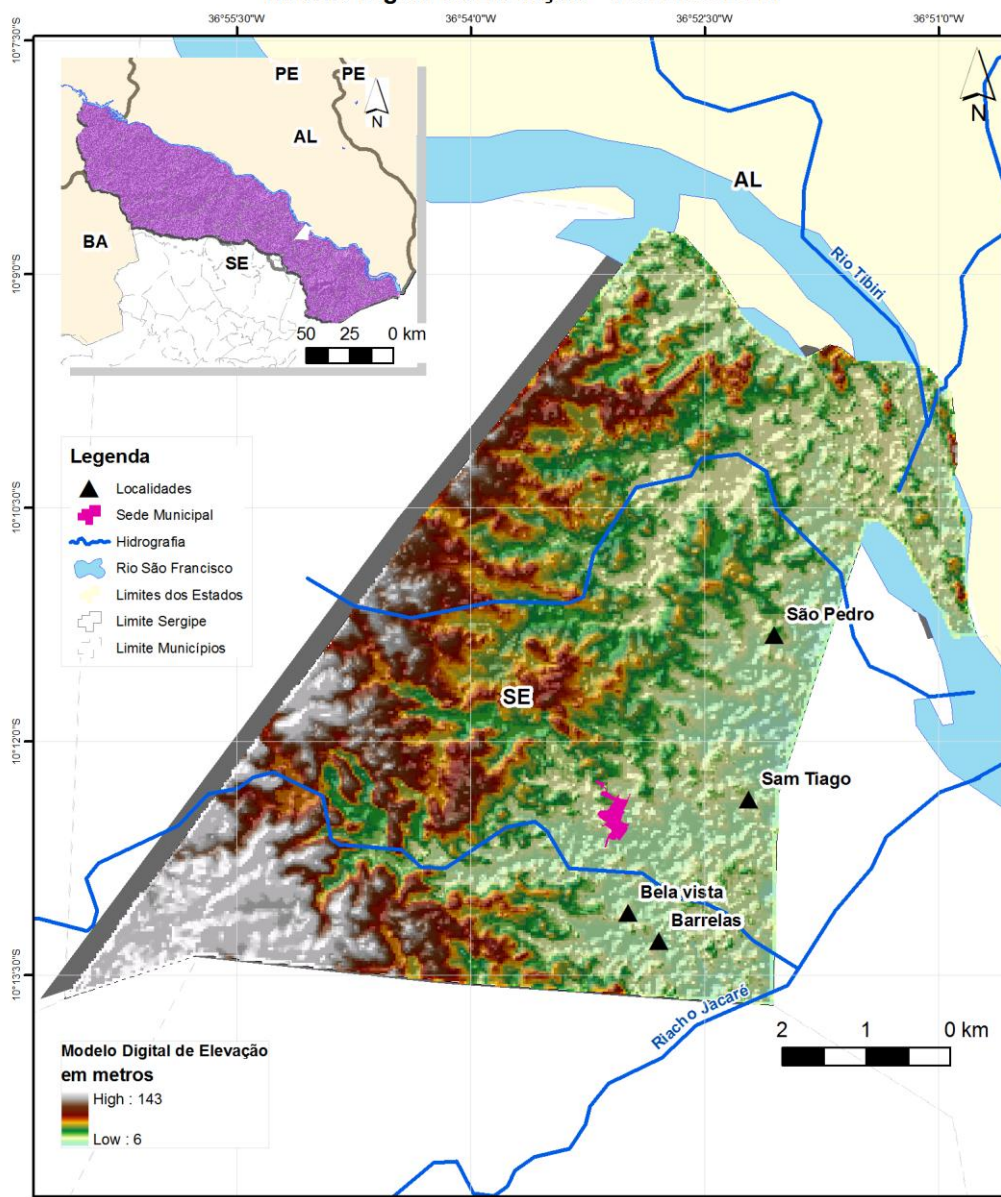 36°55'30"W
36°54'0"W
36°52'30"W
36°51'0"W
10°7'30"S
10°9'0"S
10°10'30"S
10°12'0"S
10°13'30"S
PE
PE
N
AL
BA
SE
50 25 0 km
N
AL
Rio Tibiri
Legenda
Localidades
Sede Municipal
Hidrografia
Rio São Francisco
Limites dos Estados
Limite Sergipe
Limite Municípios
São Pedro
SE
Sam Tiago
Bela vista
Barrelas
Riacho Jacaré
2 1 0 km
Modelo Digital de Elevação
em metros
High : 143
Low : 6